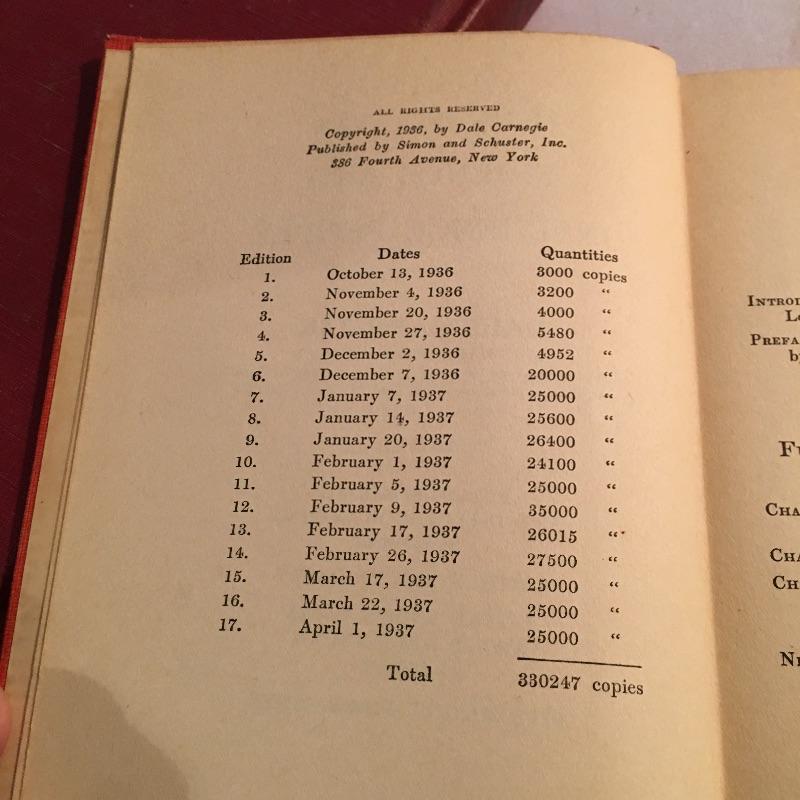 ALL RIGHTS RESERVED
Copyright, 1936, by Dale Carnegie
Published by Simon and Schuster, Inc.
386 Fourth Avenue, New York
Edition Dates Quantities
1. October 13, 1936 3000 copies
2. November 4, 1936 3200 “
3. November 20, 1936 4000 “
4. November 27, 1936 5480 “
5. December 2, 1936 4952 “
6. December 7, 1936 20000 “
7. January 7, 1937 25000 “
8. January 14, 1937 25600 “
9. January 20, 1937 26400 “
10. February 1, 1937 24100 “
11. February 5, 1937 25000 “
12. February 9, 1937 35000 “
13. February 17, 1937 26015 “
14. February 26, 1937 27500 “
15. March 17, 1937 25000 “
16. March 22, 1937 25000 “
17. April 1, 1937 25000 “
Total 330247 copies